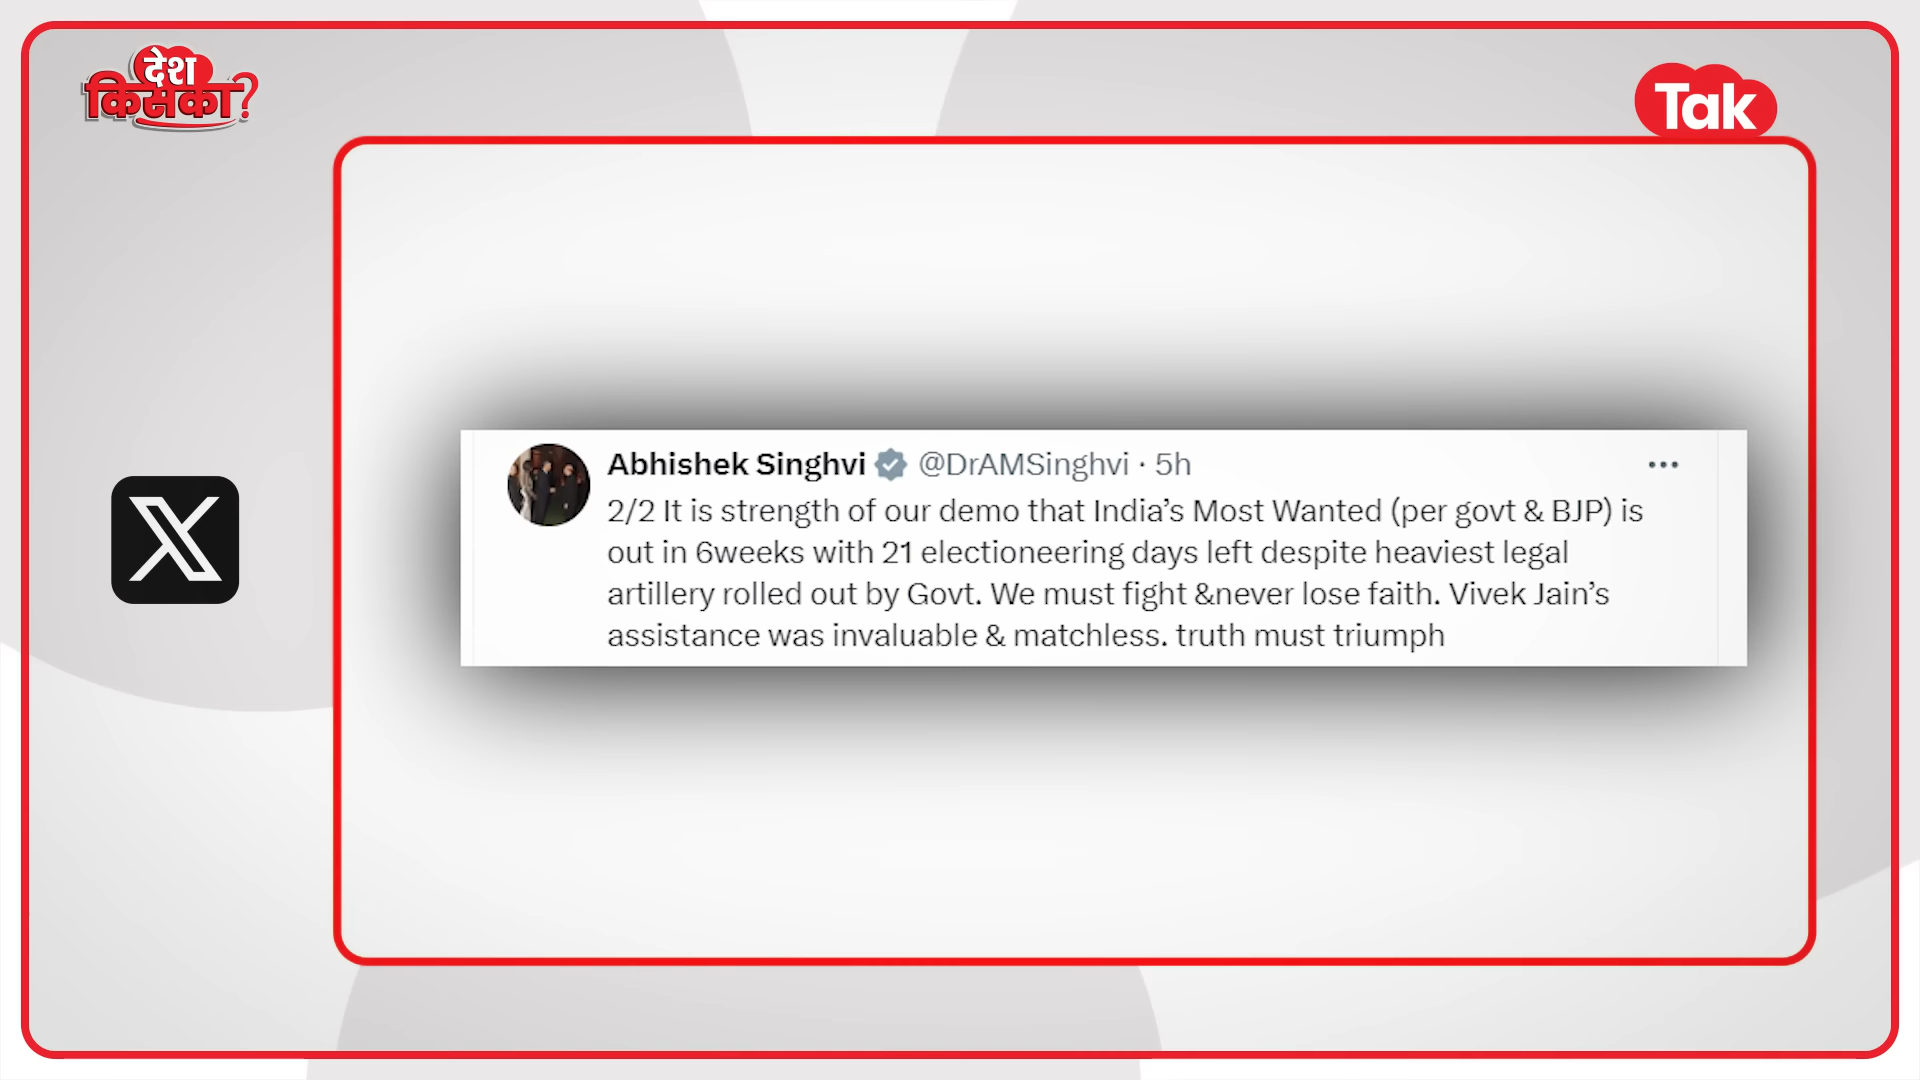 देश
किसका?
Tak
Abhishek Singhvi @DrAMSinghvi · 5h
2/2 It is strength of our demo that India’s Most Wanted (per govt & BJP) is
out in 6weeks with 21 electioneering days left despite heaviest legal
artillery rolled out by Govt. We must fight &never lose faith. Vivek Jain’s
assistance was invaluable & matchless. truth must triumph